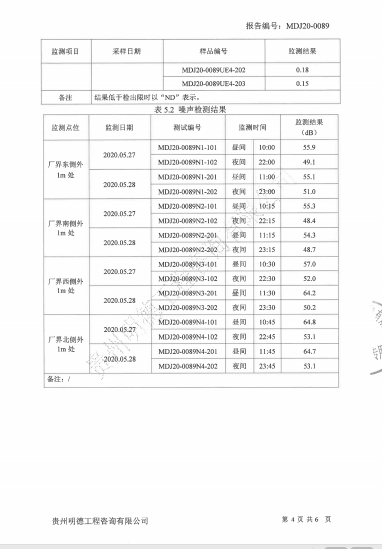 报告编号：MDJ20-0089
监测项目 采样日期 样品编号 监测结果
MDJ20-0089UE4-202 0.18
MDJ20-0089UE4-203 0.15
备注 结果低于检出限时以“ND”表示。
表 5.2 噪声检测结果
监测点位 监测日期 测试编号 监测时间 监测结果（dB）
厂界东侧外1m 处 2020.05.27 MDJ20-0089N1-101 昼间 10:00 55.9
MDJ20-0089N1-102 夜间 22:00 49.1
2020.05.28 MDJ20-0089N1-201 昼间 11:00 55.1
MDJ20-0089N1-202 夜间 23:00 51.0
厂界南侧外1m 处 2020.05.27 MDJ20-0089N2-101 昼间 10:15 55.3
MDJ20-0089N2-102 夜间 22:15 48.4
2020.05.28 MDJ20-0089N2-201 昼间 11:15 54.3
MDJ20-0089N2-202 夜间 23:15 48.7
厂界西侧外1m 处 2020.05.27 MDJ20-0089N3-101 昼间 10:30 57.0
MDJ20-0089N3-102 夜间 22:30 52.0
2020.05.28 MDJ20-0089N3-201 昼间 11:30 64.2
MDJ20-0089N3-202 夜间 23:30 50.2
厂界北侧外1m 处 2020.05.27 MDJ20-0089N4-101 昼间 10:45 64.8
MDJ20-0089N4-102 夜间 22:45 53.1
2020.05.28 MDJ20-0089N4-201 昼间 11:45 64.7
MDJ20-0089N4-202 夜间 23:45 53.1
备注：/
贵州明德工程咨询有限公司 第 4 页 共 6 页